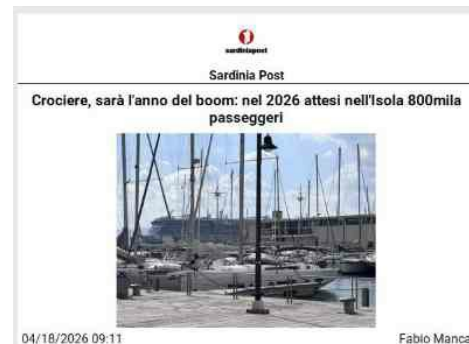 sardiniapost
Sardinia Post
Crociere, sarà l'anno del boom: nel 2026 attesi nell'Isola 800mila
passeggeri
04/18/2026 09:11
Fabio Manca